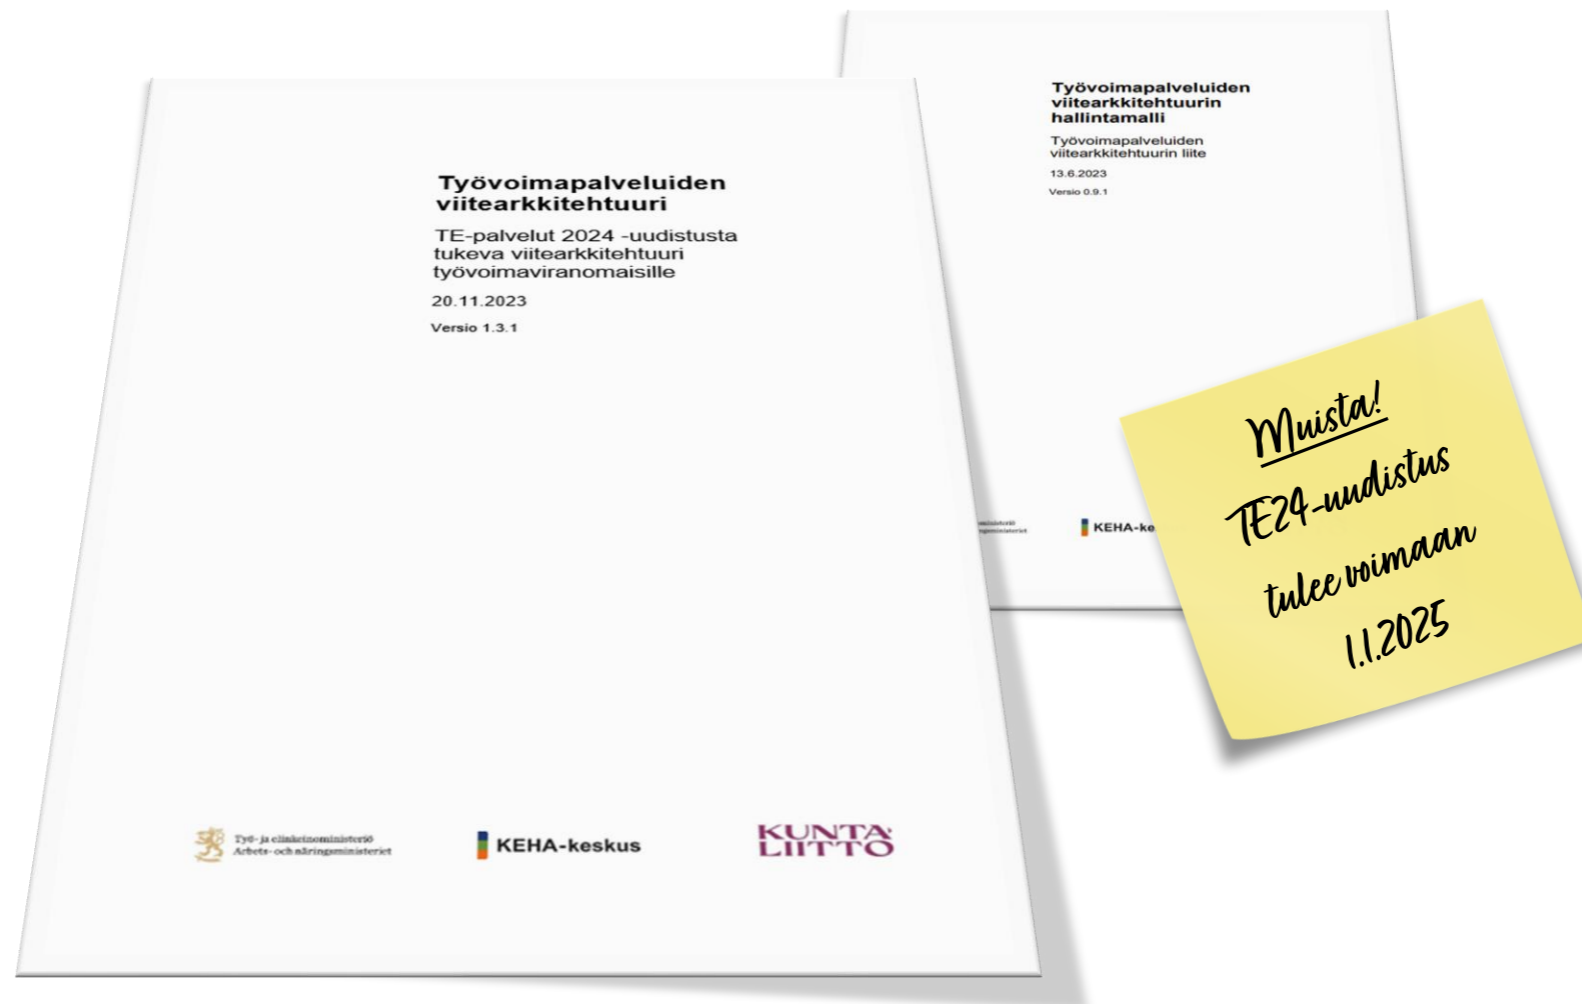 Työvoimapalveluiden
viitearkkitehtuuri
TE-palvelut 2024 -uudistusta
tukeva viitearkkitehtuuri
työvoimaviranomaisille
20.11.2023
Versio 1.3.1
Työ- ja elinkeinoministeriö
Arbets- och näringsministeriet
KEHA-keskus
KUNTA
LIITTO
Työvoimapalveluiden
viitearkkitehtuurin
hallintamalli
Työvoimapalveluiden
viitearkkitehtuurin liite
13.6.2023
Versio 0.9.1
KEHA-ke
Muista!
TE24-uudistus
tulee voimaan
1.1.2025